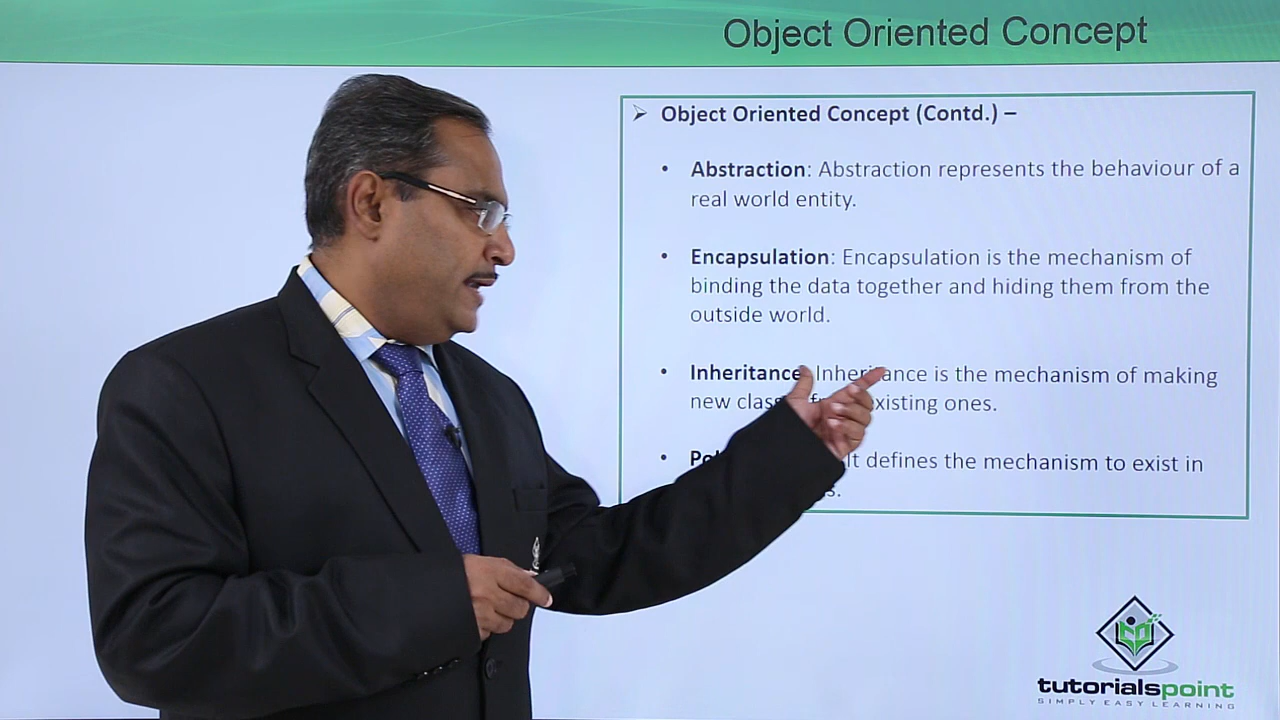 Object Oriented Concept
➢ Object Oriented Concept (Contd.) –
• Abstraction: Abstraction represents the behaviour of a
real world entity.
• Encapsulation: Encapsulation is the mechanism of
binding the data together and hiding them from the
outside world.
• Inheritance Inheritance is the mechanism of making
new existing ones.
• It defines the mechanism to exist in
tutorialspoint
SIMPLY EASY LEARNING